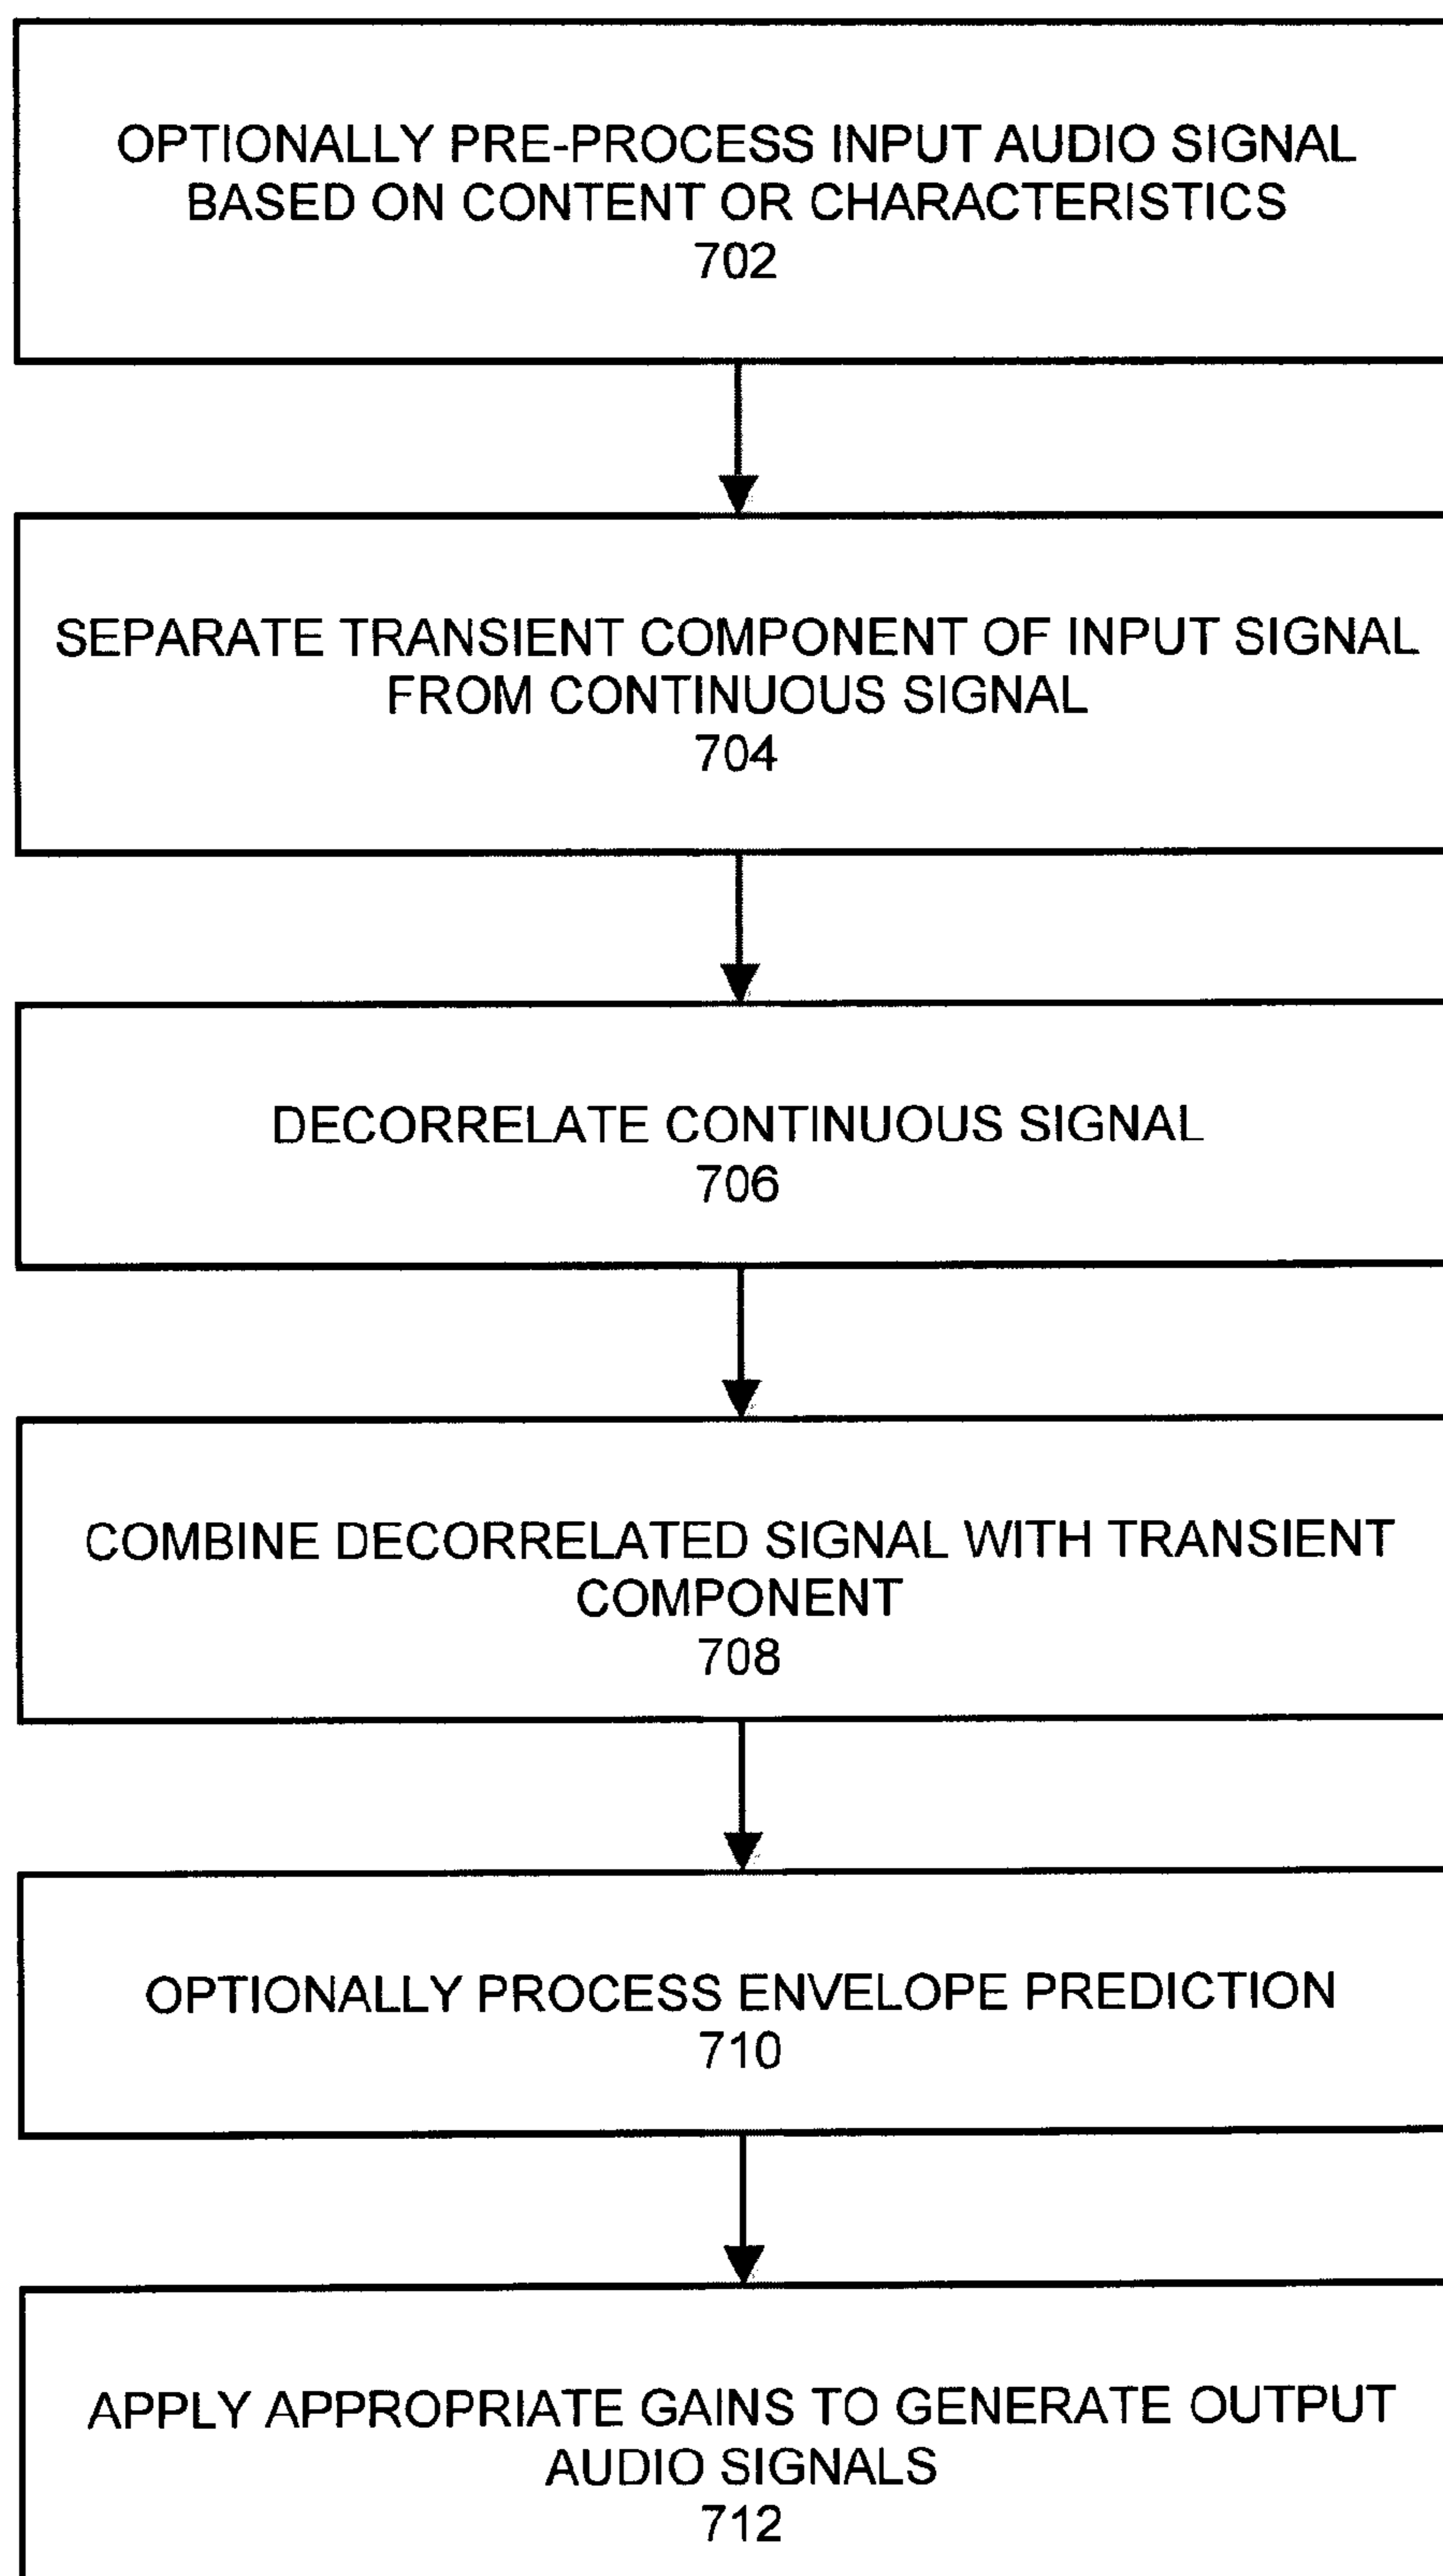 OPTIONALLY PRE-PROCESS INPUT AUDIO SIGNAL
BASED ON CONTENT OR CHARACTERISTICS
702
SEPARATE TRANSIENT COMPONENT OF INPUT SIGNAL
FROM CONTINUOUS SIGNAL
704
DECORRELATE CONTINUOUS SIGNAL
706
COMBINE DECORRELATED SIGNAL WITH TRANSIENT
COMPONENT
708
OPTIONALLY PROCESS ENVELOPE PREDICTION
710
APPLY APPROPRIATE GAINS TO GENERATE OUTPUT
AUDIO SIGNALS
712